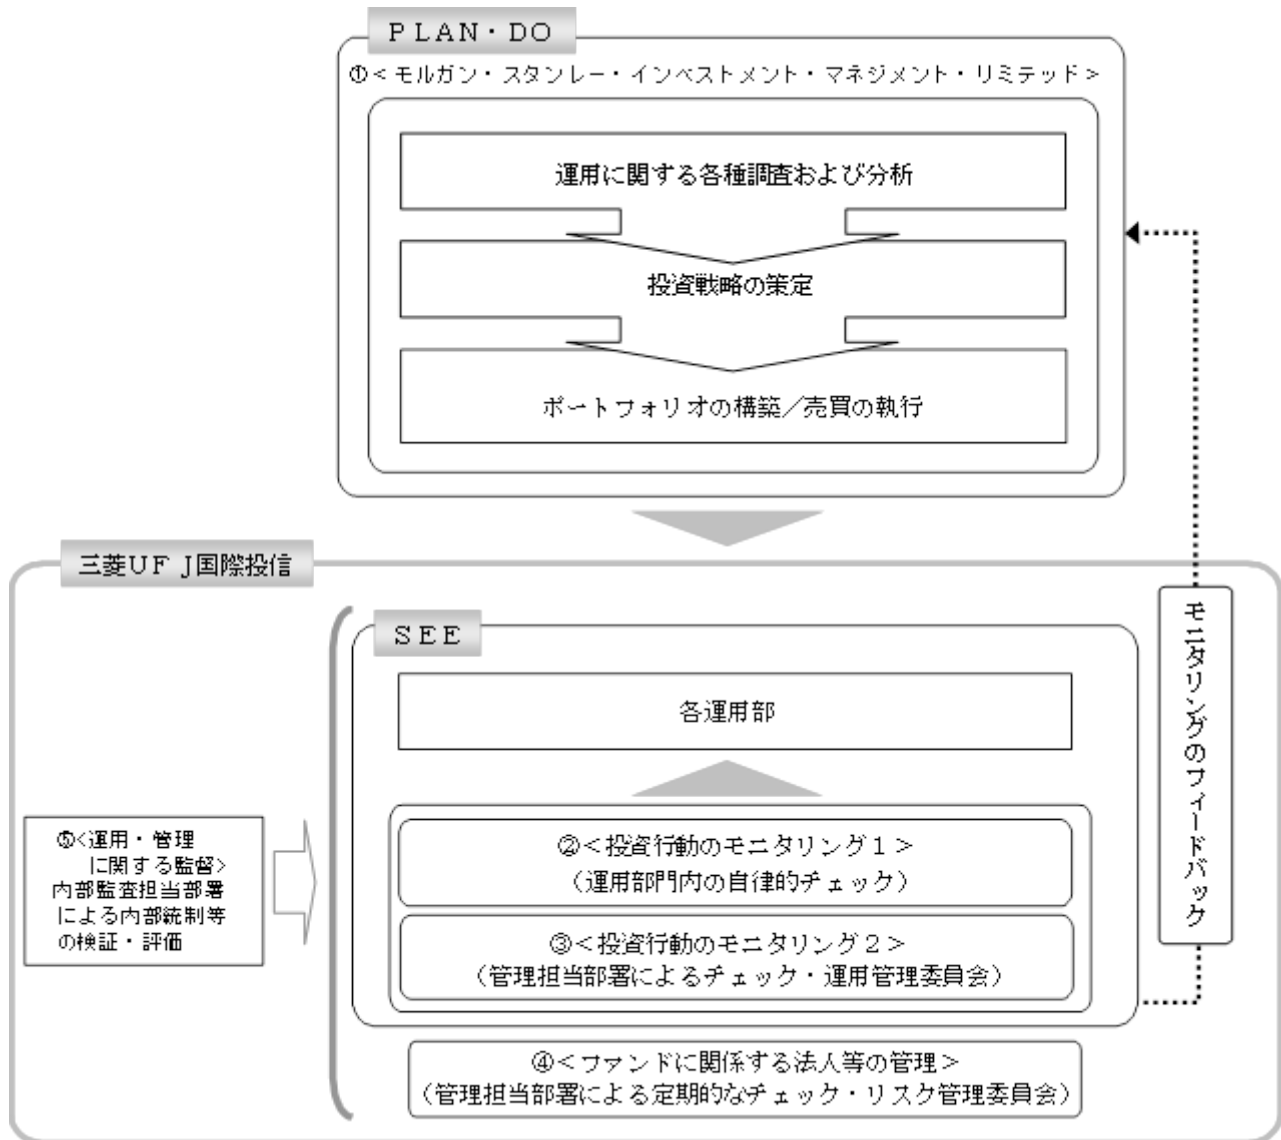 ＰＬＡＮ・ＤＯ
①＜モルガン・スタンレー・インベストメント・マネジメント・リミテッド＞
運用に関する各種調査および分析
投資戦略の策定
ポートフォリオの構築／売買の執行
三菱ＵＦＪ国際投信
ＳＥＥ
各運用部
②＜投資行動のモニタリング１＞
（運用部門内の自律的チェック）
③＜投資行動のモニタリング２＞
（管理担当部署によるチェック・運用管理委員会）
④＜ファンドに関係する法人等の管理＞
（管理担当部署による定期的なチェック・リスク管理委員会）
⑤<運用・管理
に関する監督>
内部監査担当部署
による内部統制等
の検証・評価
モニタリングのフィードバック